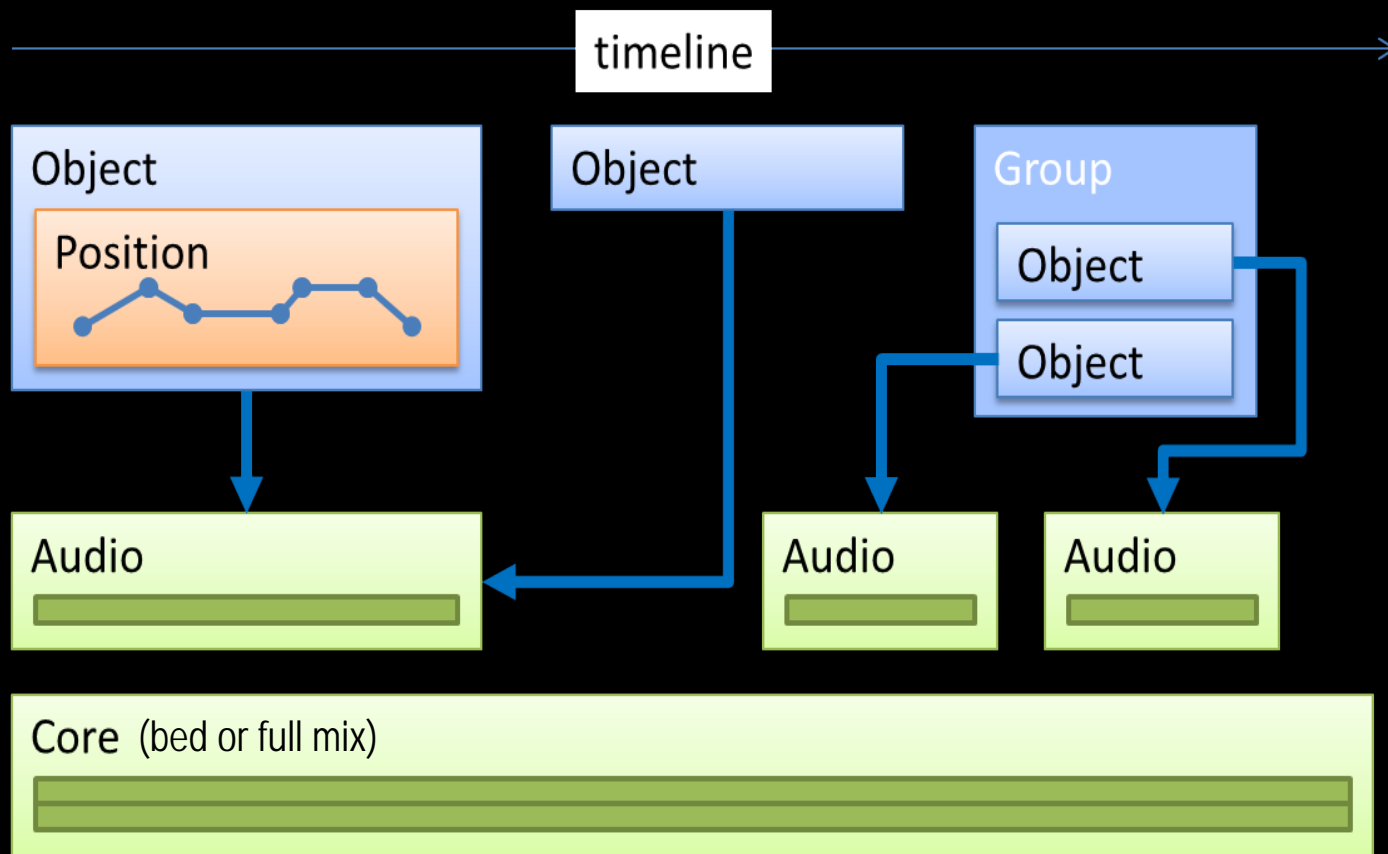 timeline
Object
Position
Object
Group
Object
Object
Audio
Audio
Audio
Core (bed or full mix)